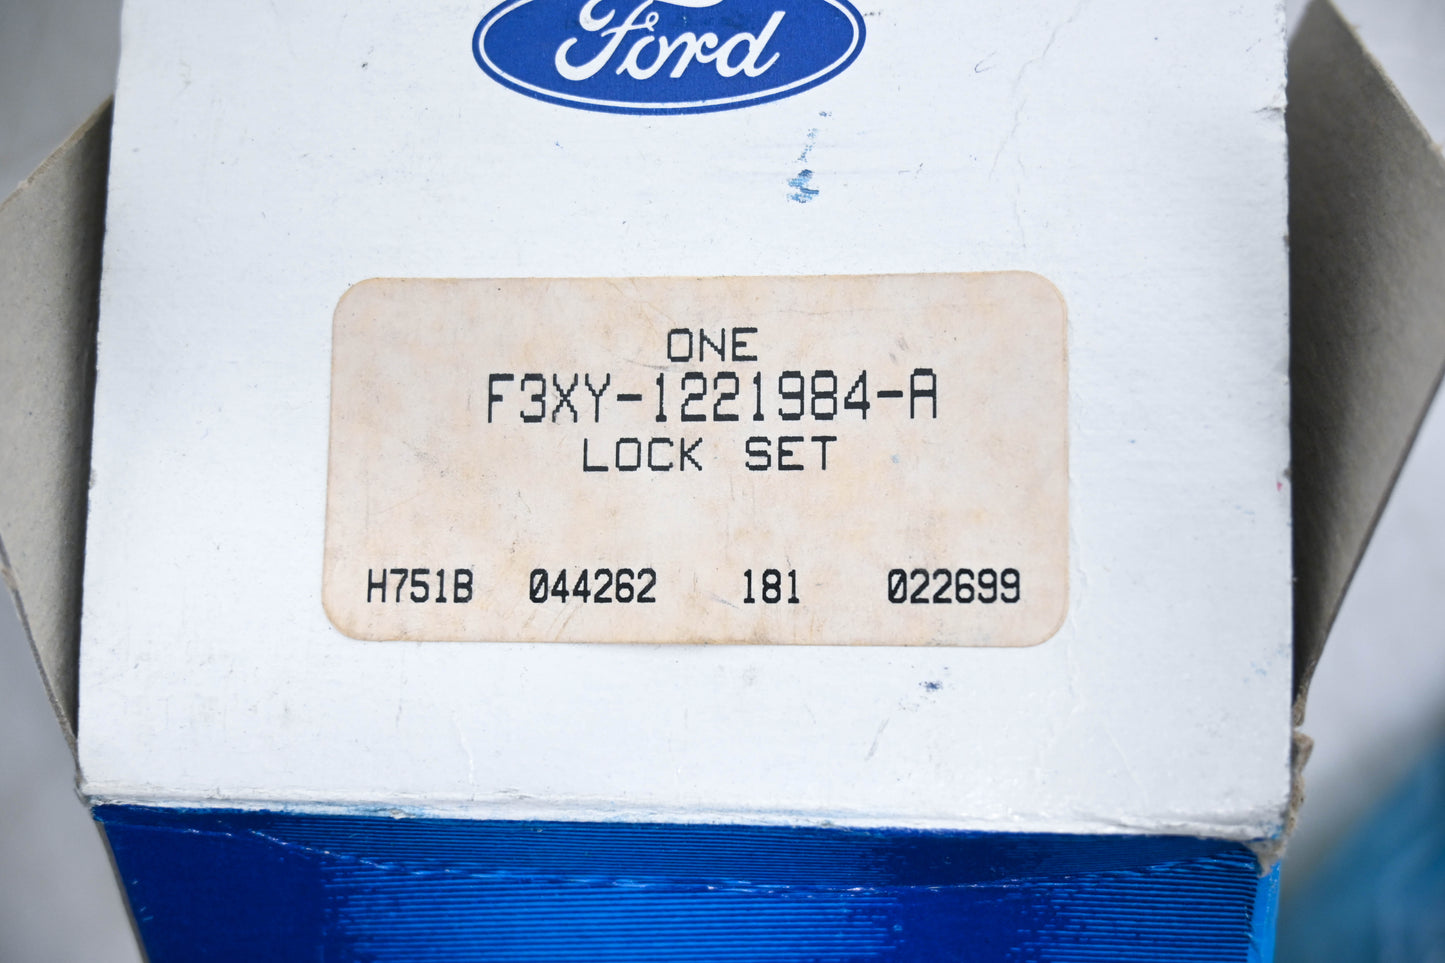 Ford
ONE
F3XY-1221984-A
LOCK SET
H751B 044262 181 022699